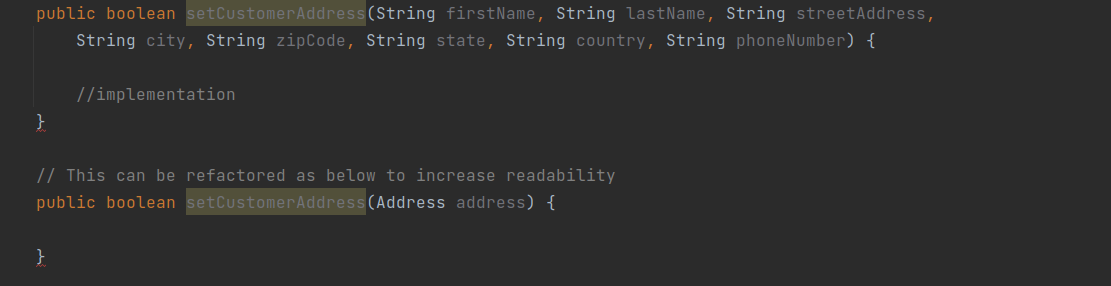 public boolean setCustomerAddress(String firstName, String lastName, String streetAddress,
String city, String zipCode, String state, String country, String phoneNumber) {
//implementation
}
// This can be refactored as below to increase readability
public boolean setCustomerAddress(Address address) {
}